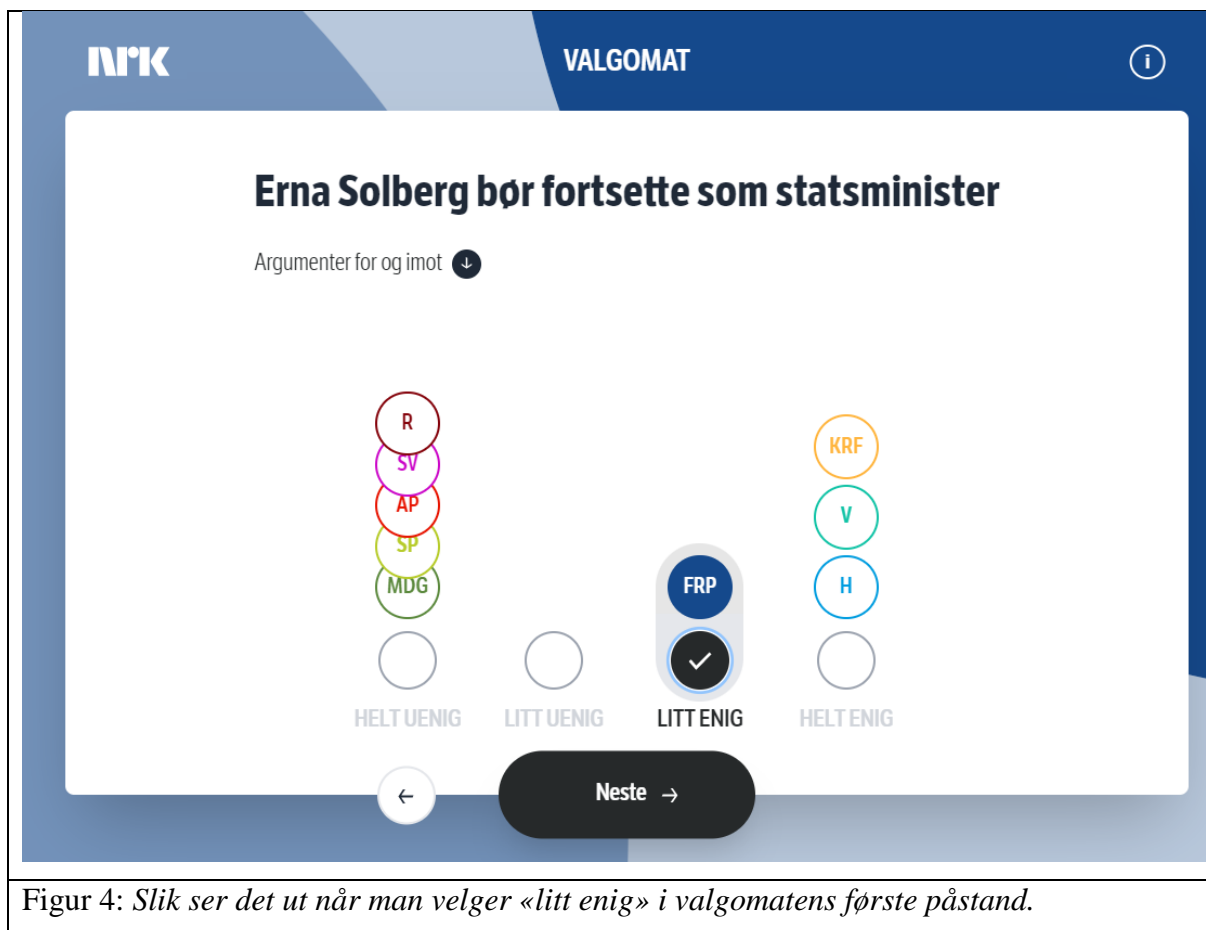 NRK
VALGOMAT
i
Erna Solberg bør fortsette som statsminister
Argumenter for og imot
R
SV
AP
SP
MDG
FRP
KRF
V
H
HELT UENIG
LITT UENIG
LITT ENIG
HELT ENIG
Neste →
Figur 4: Slik ser det ut når man velger «litt enig» i valgomatens første påstand.